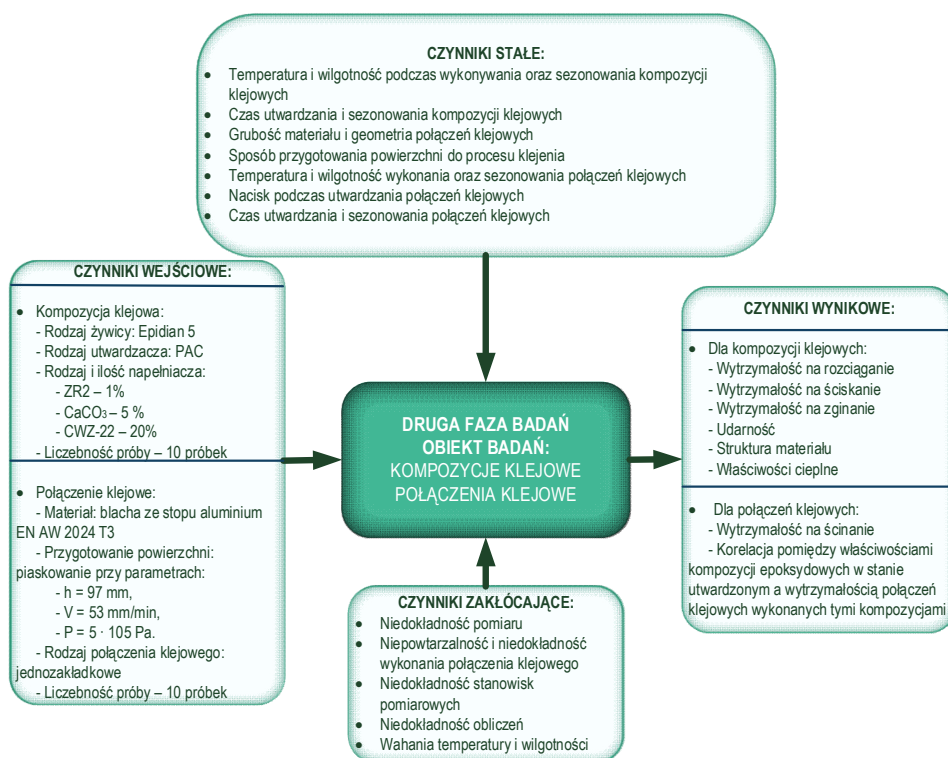 CZYNNIKI STAŁE:
• Temperatura i wilgotność podczas wykonywania oraz sezonowania kompozycji
klejowych
• Czas utwardzania i sezonowania kompozycji klejowych
• Grubość materiału i geometria połączeń klejowych
• Sposób przygotowania powierzchni do procesu klejenia
• Temperatura i wilgotność wykonania oraz sezonowania połączeń klejowych
• Nacisk podczas utwardzania połączeń klejowych
• Czas utwardzania i sezonowania połączeń klejowych
CZYNNIKI WEJŚCIOWE:
• Kompozycja klejowa:
- Rodzaj żywicy: Epidian 5
- Rodzaj utwardzacza: PAC
- Rodzaj i ilość napełniacza:
- ZR2 – 1%
- CaCO₃ – 5 %
- CWZ-22 – 20%
- Liczebność próby – 10 próbek
• Połączenie klejowe:
- Materiał: blacha ze stopu aluminium
EN AW 2024 T3
- Przygotowanie powierzchni:
piaskowanie przy parametrach:
- h = 97 mm,
- V = 53 mm/min,
- P = 5 · 105 Pa.
- Rodzaj połączenia klejowego:
jednozakładkowe
- Liczebność próby – 10 próbek
DRUGA FAZA BADAŃ
OBIEKT BADAŃ:
KOMPOZYCJE KLEJOWE
POŁĄCZENIA KLEJOWE
CZYNNIKI WYNIKOWE:
• Dla kompozycji klejowych:
- Wytrzymałość na rozciąganie
- Wytrzymałość na ściskanie
- Wytrzymałość na zginanie
- Udarność
- Struktura materiału
- Właściwości cieplne
• Dla połączeń klejowych:
- Wytrzymałość na ścinanie
- Korelacja pomiędzy właściwościami
kompozycji epoksydowych w stanie
utwardzonym a wytrzymałością połączeń
klejowych wykonanych tymi kompozycjami
CZYNNIKI ZAKŁÓCAJĄCE:
• Niedokładność pomiaru
• Niepowtarzalność i niedokładność
wykonania połączenia klejowego
• Niedokładność stanowisk
pomiarowych
• Niedokładność obliczeń
• Wahania temperatury i wilgotności